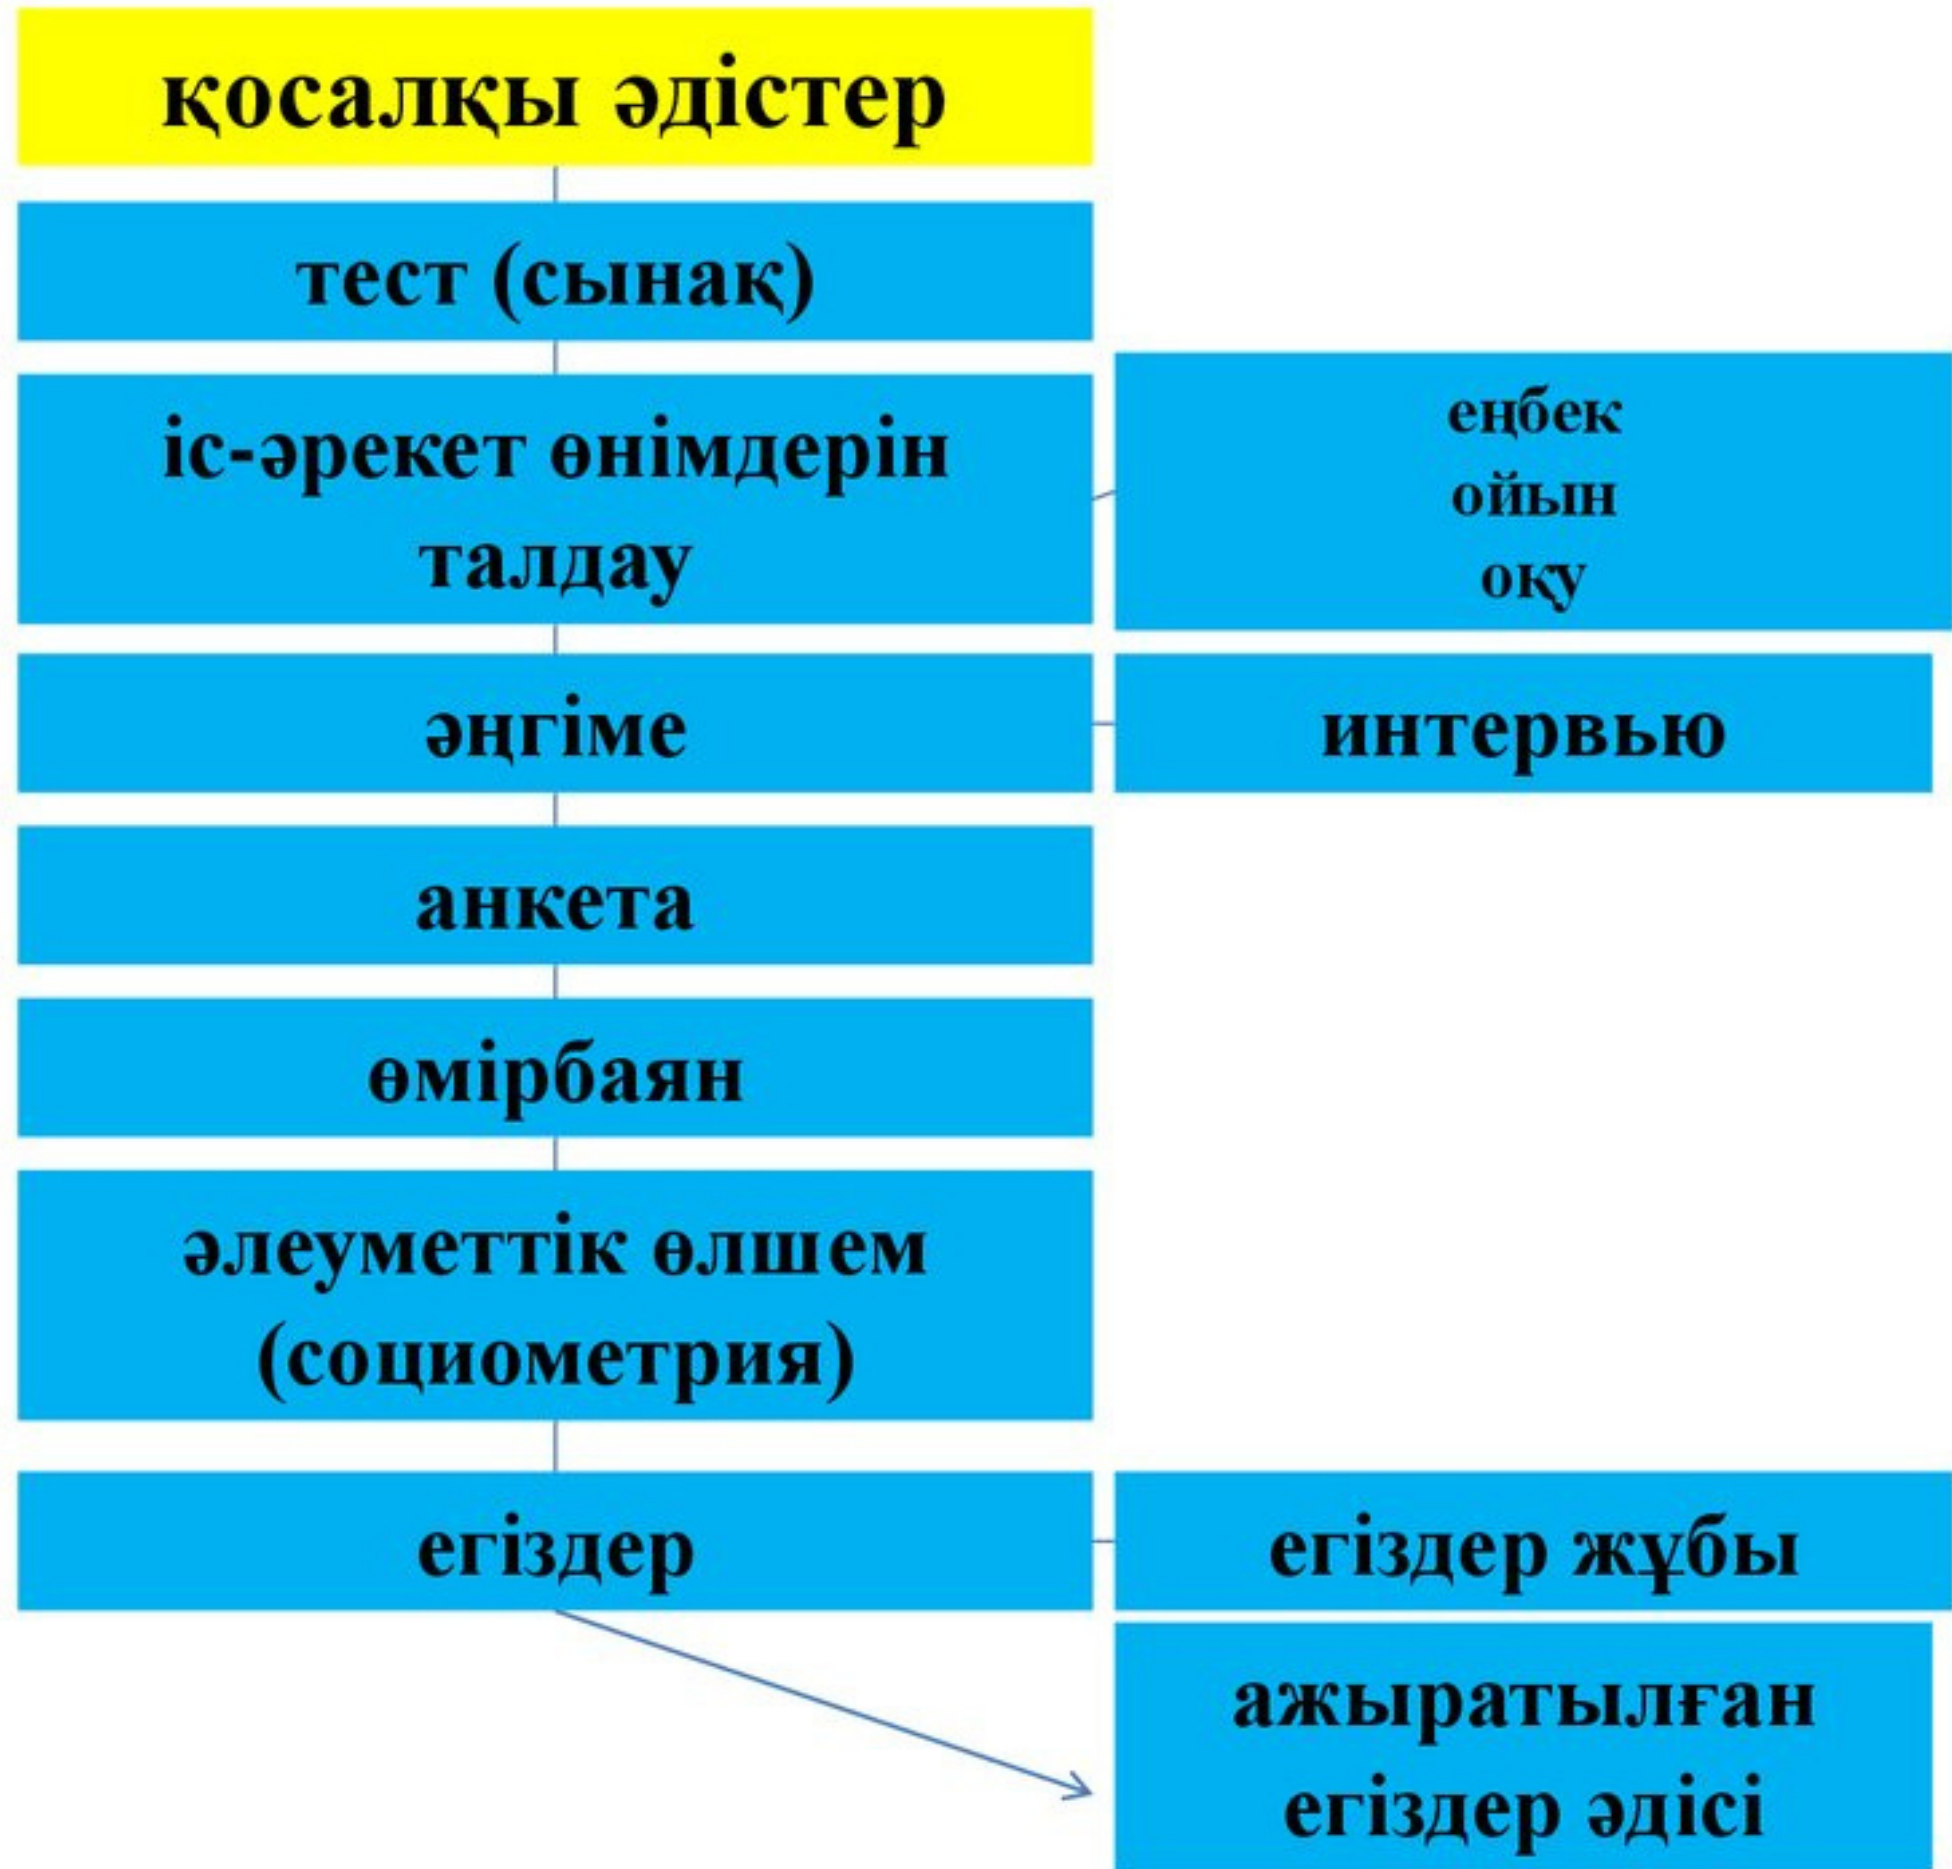 қосалқы әдістер
тест (сынақ)
іс-әрекет өнімдерін
талдау
еңбек
ойын
оқу
әңгіме
интервью
анкета
өмірбаян
әлеуметтік өлшем
(социометрия)
егіздер
егіздер жұбы
ажыратылған
егіздер әдісі